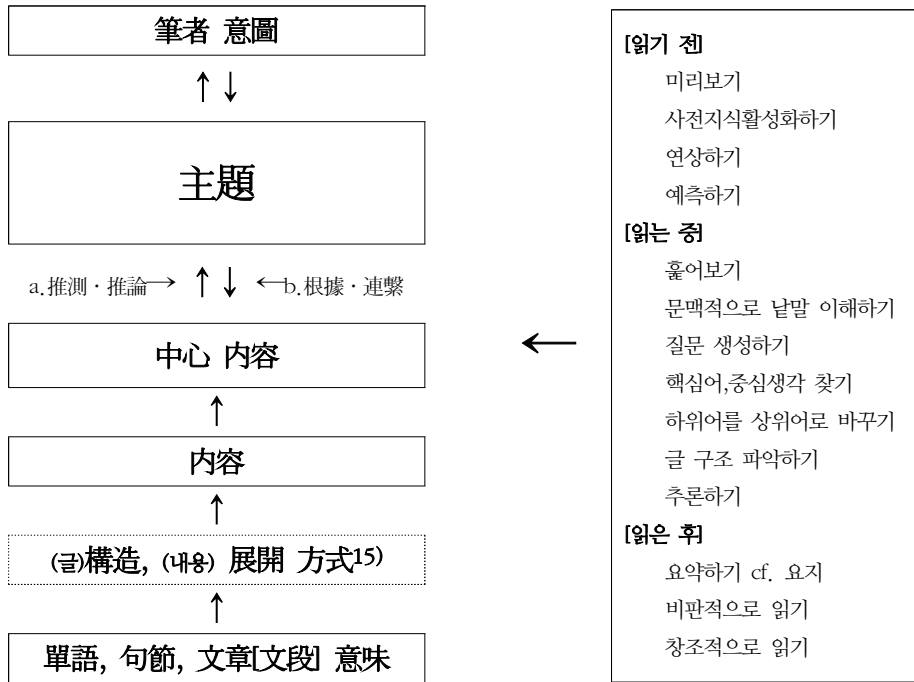 筆者 意圖
↑ ↓
主題
a.推測 · 推論→ ↑ ↓ ←b.根據 · 連繫
中心 內容
↑
內容
↑
(글)構造, (내용) 展開 方式15)
↑
單語, 句節, 文章[文段] 意味
←
[읽기 전]
미리보기
사전지식활성화하기
연상하기
예측하기
[읽는 중]
훑어보기
문맥적으로 낱말 이해하기
질문 생성하기
핵심어,중심생각 찾기
하위어를 상위어로 바꾸기
글 구조 파악하기
추론하기
[읽은 후]
요약하기 cf. 요지
비판적으로 읽기
창조적으로 읽기